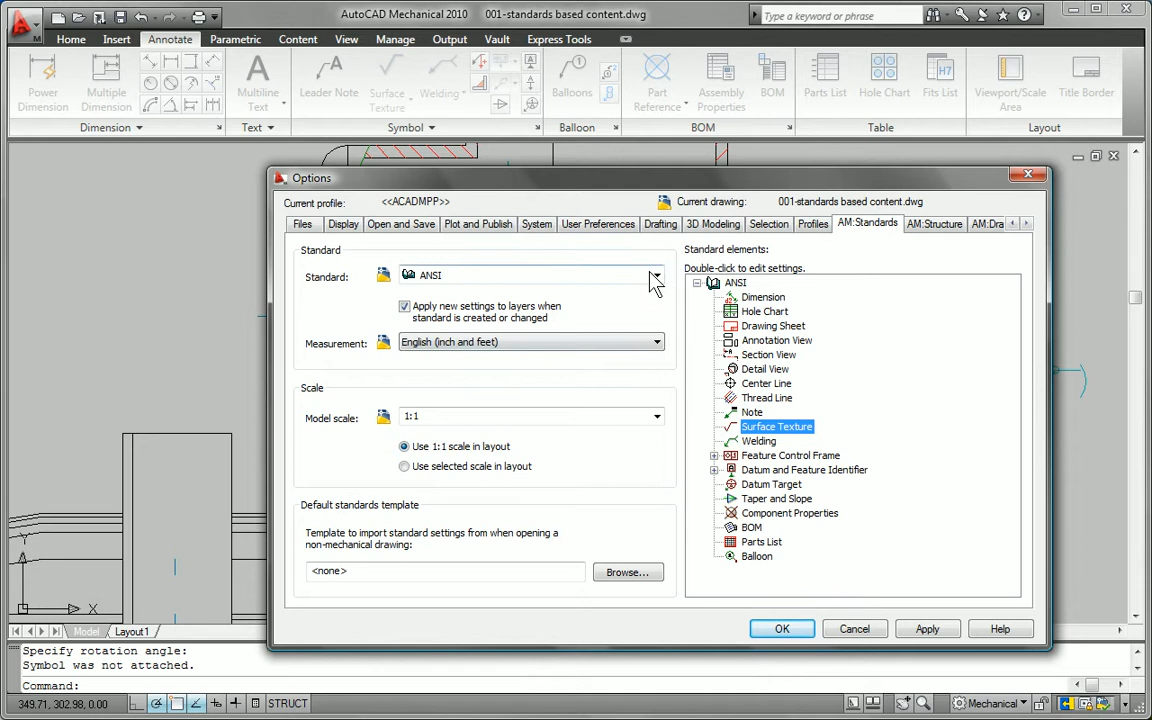 AutoCAD Mechanical 2010 001-standards based content.dwg
Type a keyword or phrase
Home Insert Annotate Parametric Content View Manage Output Vault Express Tools
Power Dimension
Multiple Dimension
Multiline Text
Leader Note
Surface Texture
Welding
Balloons
Part Reference
Assembly Properties
BOM
Parts List
Hole Chart
Fits List
Viewport/Scale Area
Title Border
Dimension Text Symbol Balloon BOM Table Layout
Options
Current profile: <<ACADMPP>> Current drawing: 001-standards based content.dwg
Files Display Open and Save Plot and Publish System User Preferences Drafting 3D Modeling Selection Profiles AM:Standards AM:Structure AM:Dra
Standard
Standard: ANSI
Apply new settings to layers when
standard is created or changed
Measurement: English (inch and feet)
Scale
Model scale: 1:1
Use 1:1 scale in layout
Use selected scale in layout
Default standards template
Template to import standard settings from when opening a
non-mechanical drawing:
<none> Browse...
Standard elements:
Double-click to edit settings.
ANSI
Dimension
Hole Chart
Drawing Sheet
Annotation View
Section View
Detail View
Center Line
Thread Line
Note
Surface Texture
Welding
Feature Control Frame
Datum and Feature Identifier
Datum Target
Taper and Slope
Component Properties
BOM
Parts List
Balloon
OK Cancel Apply Help
Y
X
Model Layout1
Specify rotation angle:
Symbol was not attached.
Command:
349.71, 302.98, 0.00 STRUCT Mechanical